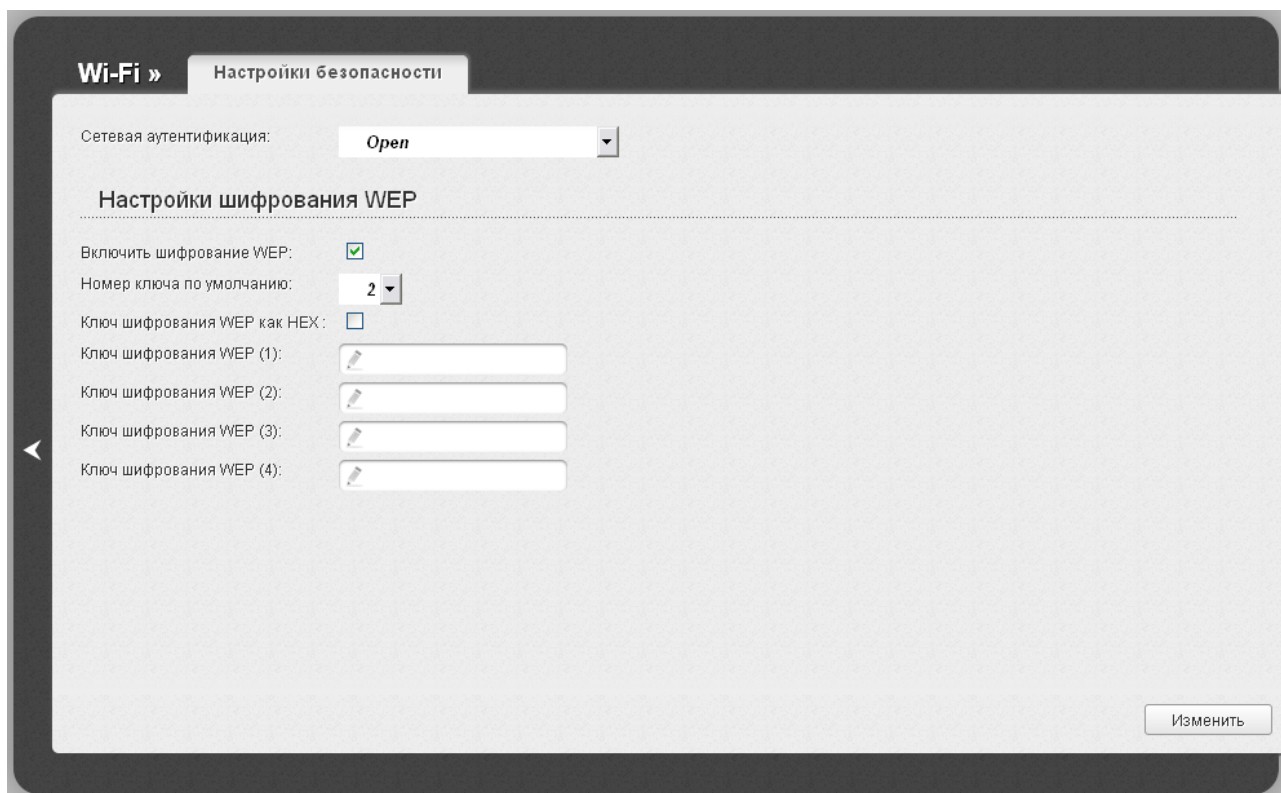 Wi-Fi » Настройки безопасности
Сетевая аутентификация: Open
Настройки шифрования WEP
Включить шифрование WEP:
Номер ключа по умолчанию: 2
Ключ шифрования WEP как HEX :
Ключ шифрования WEP (1):
Ключ шифрования WEP (2):
Ключ шифрования WEP (3):
Ключ шифрования WEP (4):
Изменить